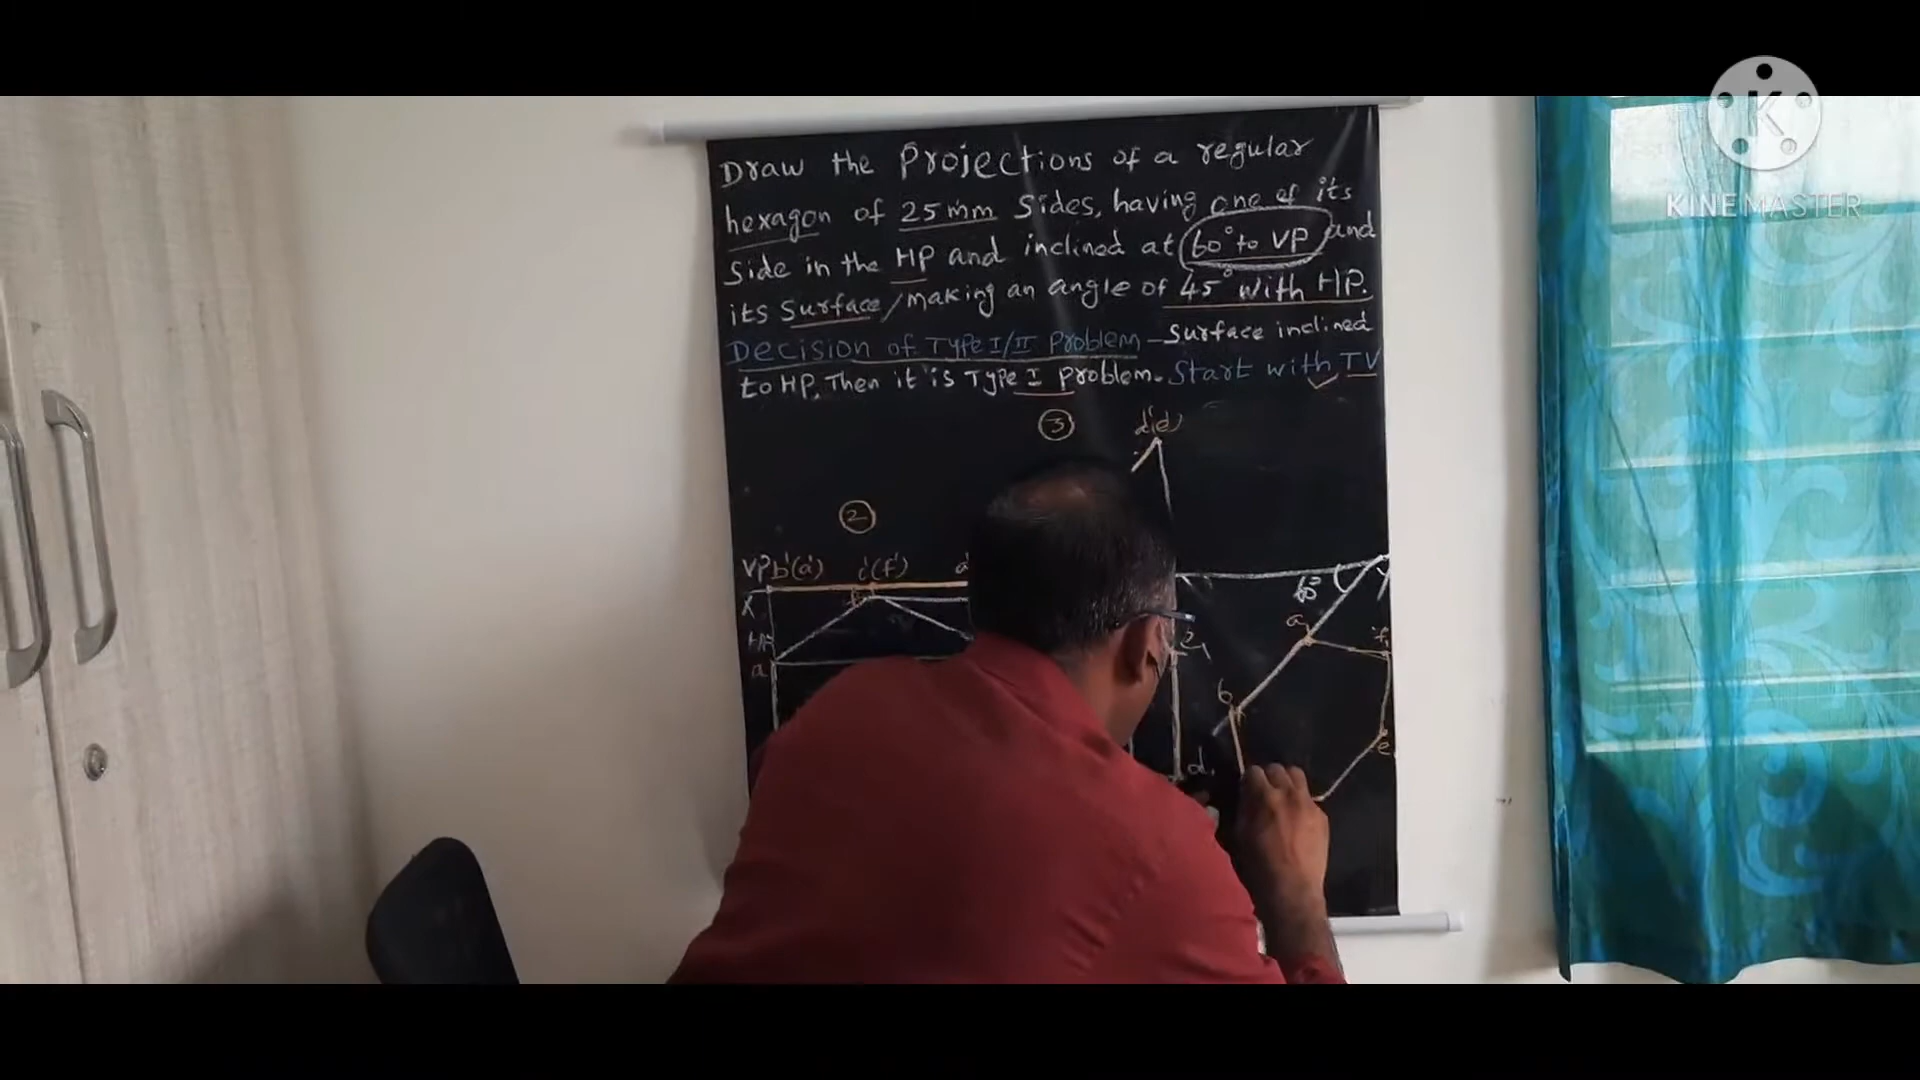 K
KINEMASTER
Draw the Projections of a regular
hexagon of 25mm Sides, having one of its
side in the HP and inclined at 60° to VP and
its surface / making an angle of 45° with HP.
Decision of Type I/II Problem - Surface inclined
to HP, Then it is Type I problem. Start with TV
3
2
VP b'(a') c'(f') d'
X
HP
a
60°
Y
a
f
b
e
d,